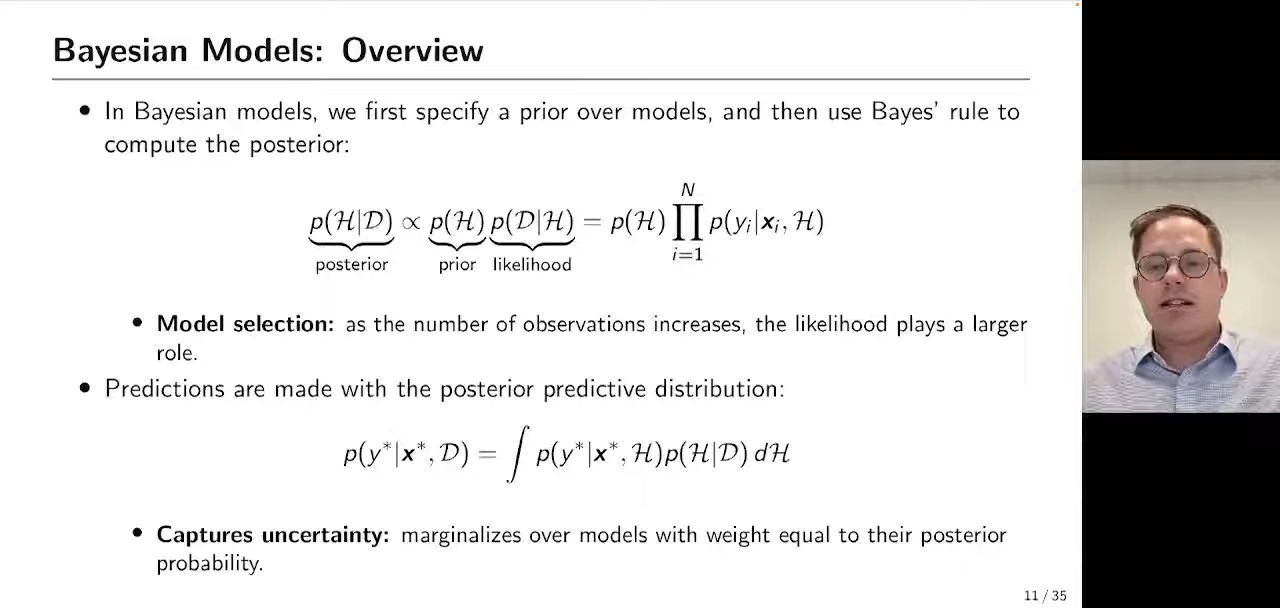 Bayesian Models: Overview
• In Bayesian models, we first specify a prior over models, and then use Bayes’ rule to
compute the posterior:
p(ℋ|𝒟) ∝ p(ℋ) p(𝒟|ℋ) = p(ℋ) ∏_{i=1}^{N} p(y_i|𝒙_i, ℋ)
posterior prior likelihood
• Model selection: as the number of observations increases, the likelihood plays a larger
role.
• Predictions are made with the posterior predictive distribution:
p(y*|𝒙*, 𝒟) = ∫ p(y*|𝒙*, ℋ)p(ℋ|𝒟) dℋ
• Captures uncertainty: marginalizes over models with weight equal to their posterior
probability.
11 / 35